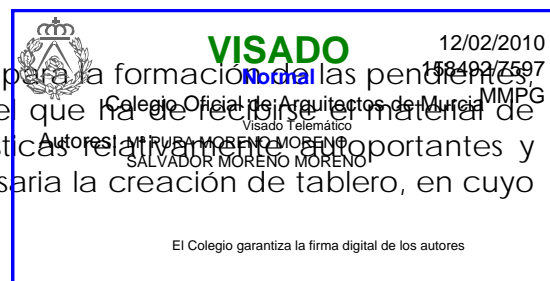 VISADO
12/02/2010
Normal
158492/7597
Colegio Oficial de Arquitectos de Murcia
MMPG
Visado Telemático
Autores: Mª PURA MORENO MORENO
SALVADOR MORENO MORENO
El Colegio garantiza la firma digital de los autores
para la formación de las pendientes,
el que ha de recibirse el material de
sticas relativamente autoportantes y
saria la creación de tablero, en cuyo